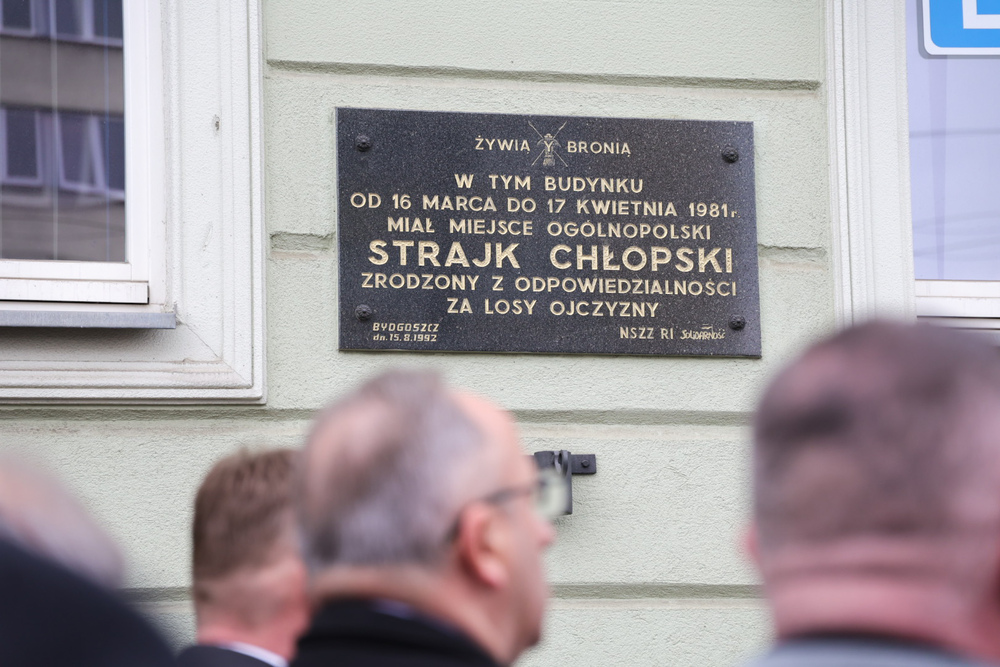 ŻYWIĄ Y BRONIĄ
W TYM BUDYNKU
OD 16 MARCA DO 17 KWIETNIA 1981r.
MIAŁ MIEJSCE OGÓLNOPOLSKI
STRAJK CHŁOPSKI
ZRODZONY Z ODPOWIEDZIALNOŚCI
ZA LOSY OJCZYZNY
BYDGOSZCZ
dn. 15.8.1992
NSZZ RI SOLIDARNOŚĆ